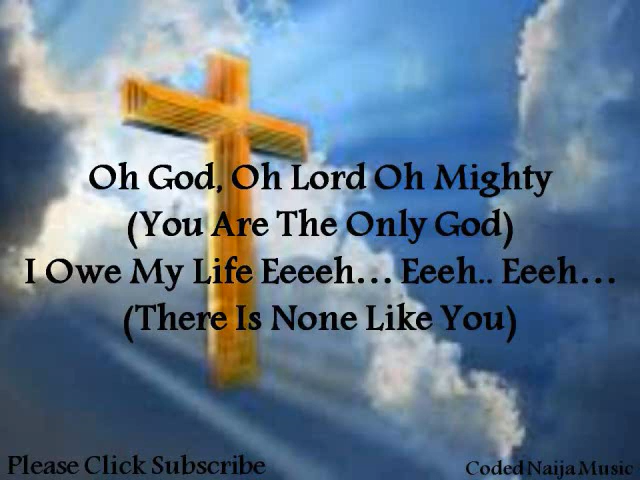 Oh God, Oh Lord Oh Mighty
(You Are The Only God)
I Owe My Life Eeeeh... Eeeh.. Eeeh...
(There Is None Like You)
Please Click Subscribe
Coded Naija Music